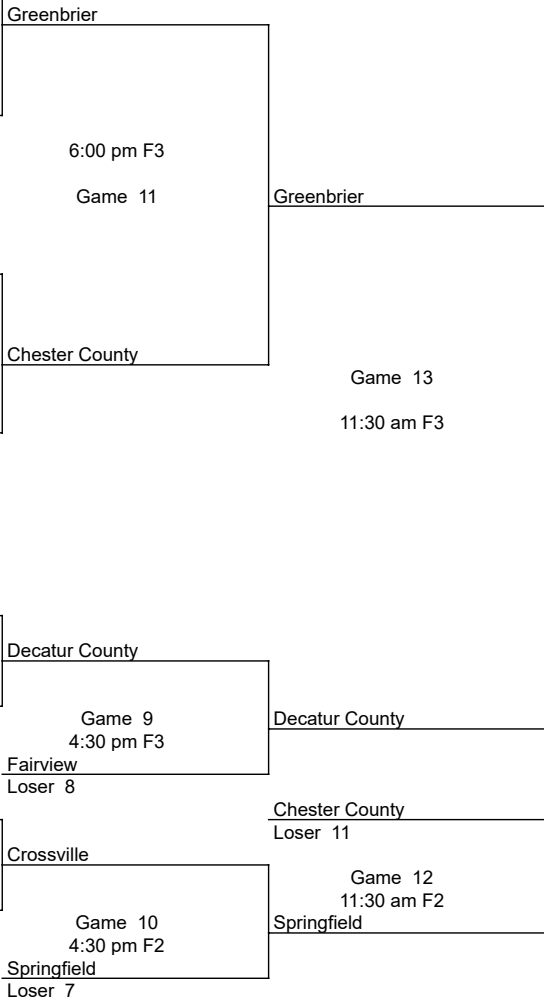 Greenbrier
6:00 pm F3
Game 11
Greenbrier
Chester County
Game 13
11:30 am F3
Decatur County
Game 9
4:30 pm F3
Decatur County
Fairview
Loser 8
Chester County
Loser 11
Crossville
Game 12
11:30 am F2
Game 10
4:30 pm F2
Springfield
Springfield
Loser 7